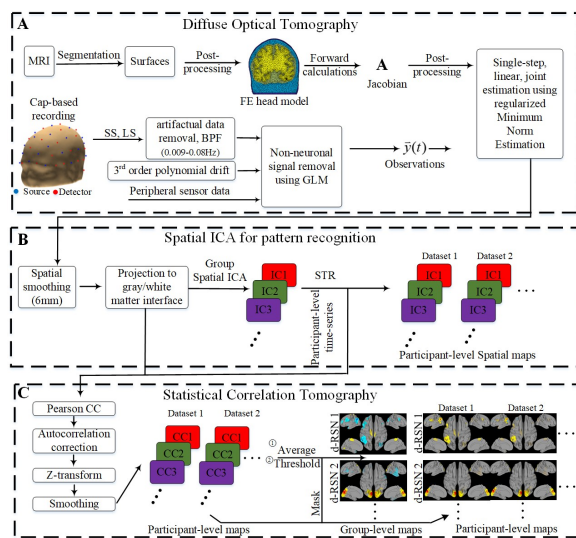 A
Diffuse Optical Tomography
MRI
Segmentation
Surfaces
Post-
processing
FE head model
Forward
calculations
A
Jacobian
Post-
processing
Single-step,
linear, joint
estimation using
regularized
Minimum
Norm
Estimation
Cap-based
recording
Source
Detector
SS, LS
artifactual data
removal, BPF
(0.009-0.08Hz)
3rd order polynomial drift
Peripheral sensor data
Non-neuronal
signal removal
using GLM
ȳ(t)
Observations
B
Spatial ICA for pattern recognition
Spatial
smoothing
(6mm)
Projection to
gray/white
matter interface
Group
Spatial ICA
IC1
IC2
IC3
STR
Participant-level
time-series
Dataset 1
Dataset 2
IC1
IC2
IC3
IC1
IC2
IC3
Participant-level Spatial maps
C
Statistical Correlation Tomography
Pearson CC
Autocorrelation
correction
Z-transform
Smoothing
Dataset 1
Dataset 2
CC1
CC2
CC3
CC1
CC2
CC3
Participant-level maps
① Average
② Threshold
Mask
d-RSN 1
d-RSN 2
Group-level maps
Dataset 1
Dataset 2
Participant-level maps